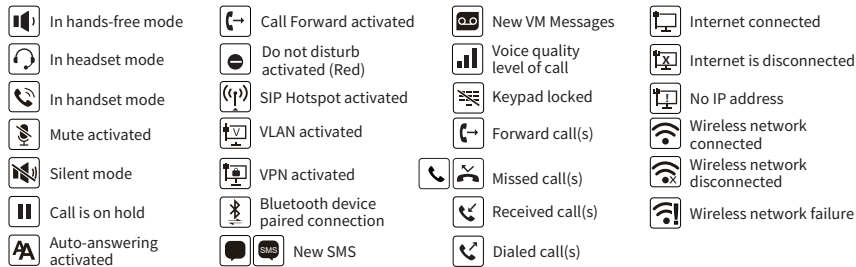 In hands-free mode
In headset mode
In handset mode
Mute activated
Silent mode
Call is on hold
AA
Auto-answering
activated
Call Forward activated
Do not disturb
activated (Red)
SIP Hotspot activated
V
VLAN activated
VPN activated
Bluetooth device
paired connection
SMS
New SMS
New VM Messages
Voice quality
level of call
Keypad locked
Forward call(s)
Missed call(s)
Received call(s)
Dialed call(s)
Internet connected
X
Internet is disconnected
!
No IP address
Wireless network
connected
X
Wireless network
disconnected
!
Wireless network failure